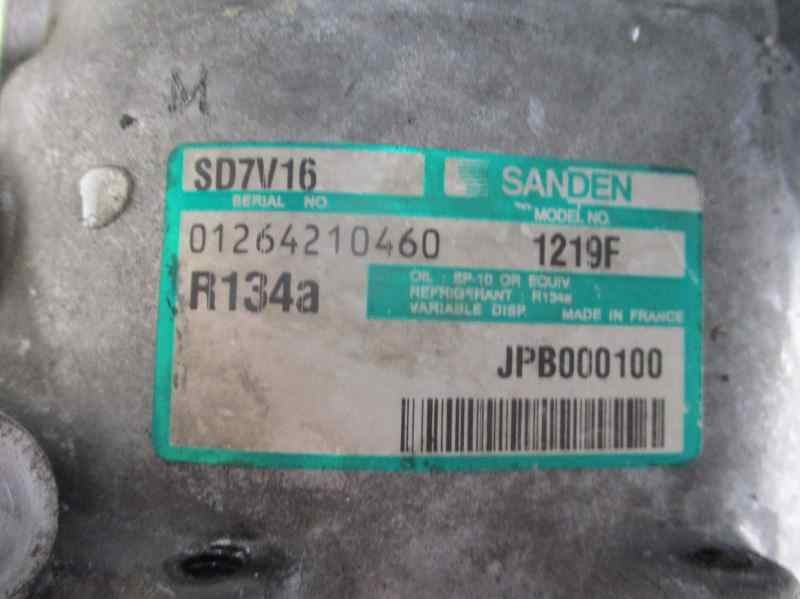 M
SD7V16
SANDEN
SERIAL NO.
MODEL NO.
01264210460
1219F
R134a
OIL : SP-10 OR EQUIV
REFRIGERANT : R134a
VARIABLE DISP. MADE IN FRANCE
JPB000100